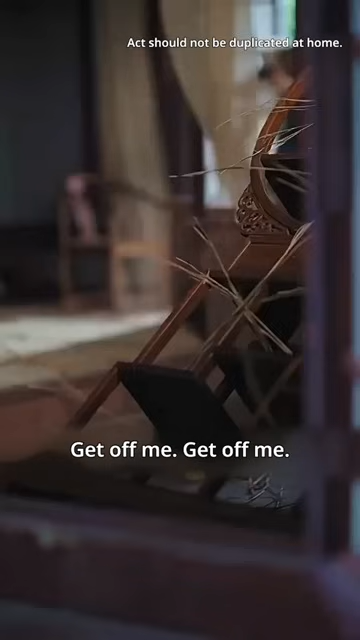 Act should not be duplicated at home.
Get off me. Get off me.